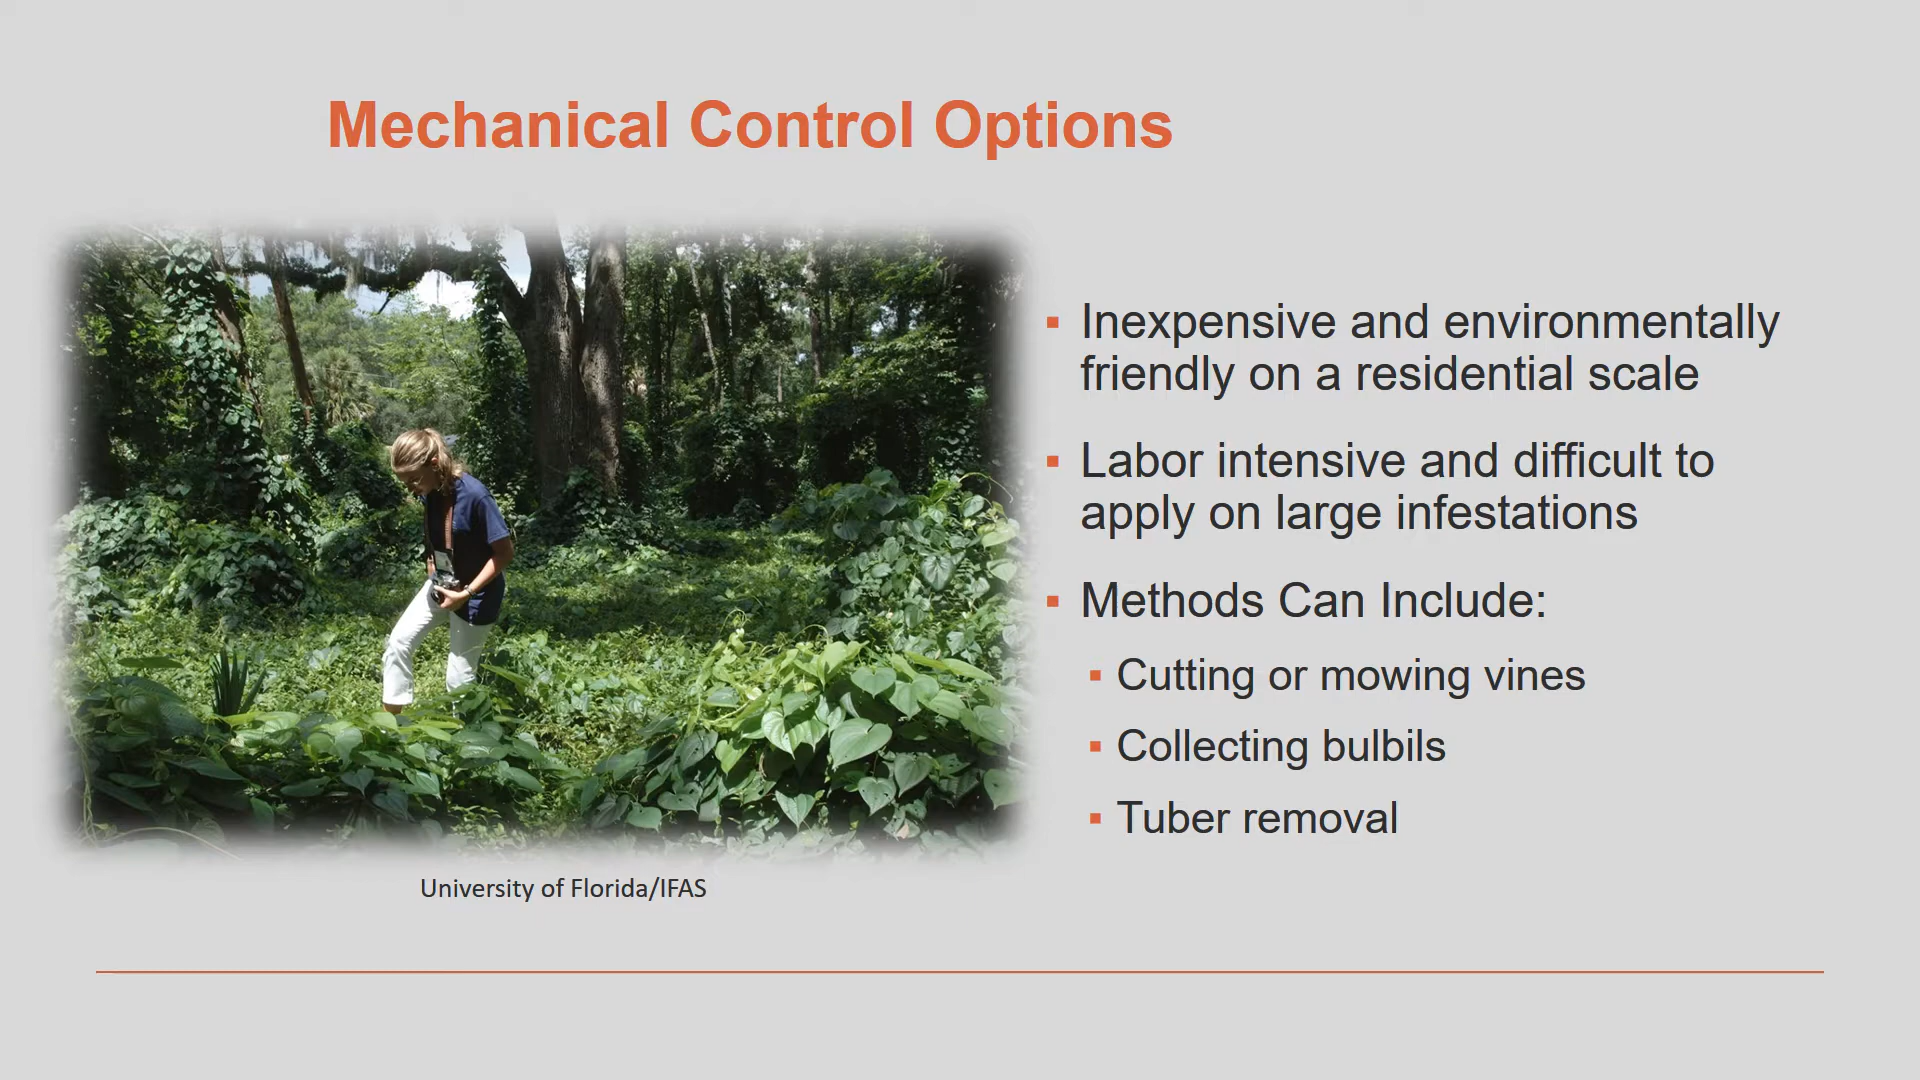 Mechanical Control Options
▪ Inexpensive and environmentally
friendly on a residential scale
▪ Labor intensive and difficult to
apply on large infestations
▪ Methods Can Include:
▪ Cutting or mowing vines
▪ Collecting bulbils
▪ Tuber removal
University of Florida/IFAS